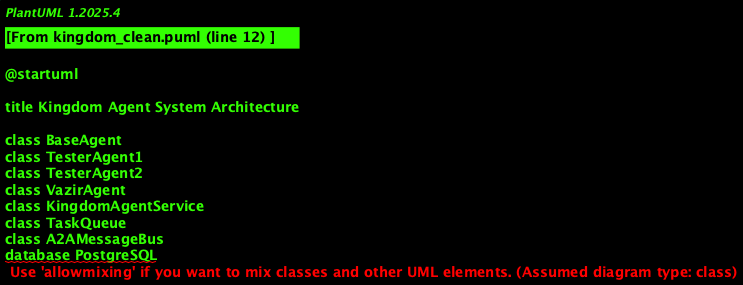 PlantUML 1.2025.4
[From kingdom_clean.puml (line 12) ]
@startuml
title Kingdom Agent System Architecture
class BaseAgent
class TesterAgent1
class TesterAgent2
class VazirAgent
class KingdomAgentService
class TaskQueue
class A2AMessageBus
database PostgreSQL
Use 'allowmixing' if you want to mix classes and other UML elements. (Assumed diagram type: class)